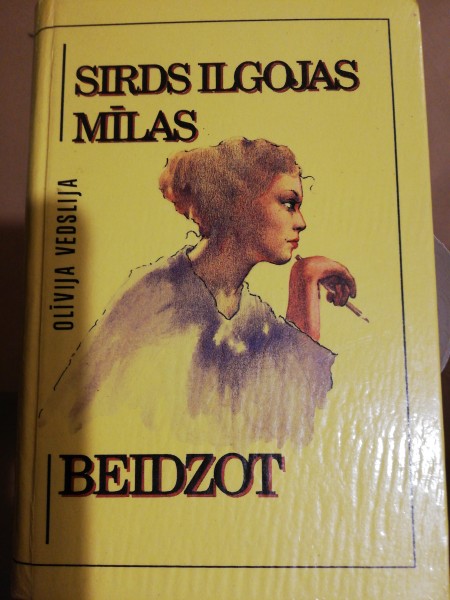 SIRDS ILGOJAS
MĪLAS
OLĪVIJA VEDSLIJA
BEIDZOT